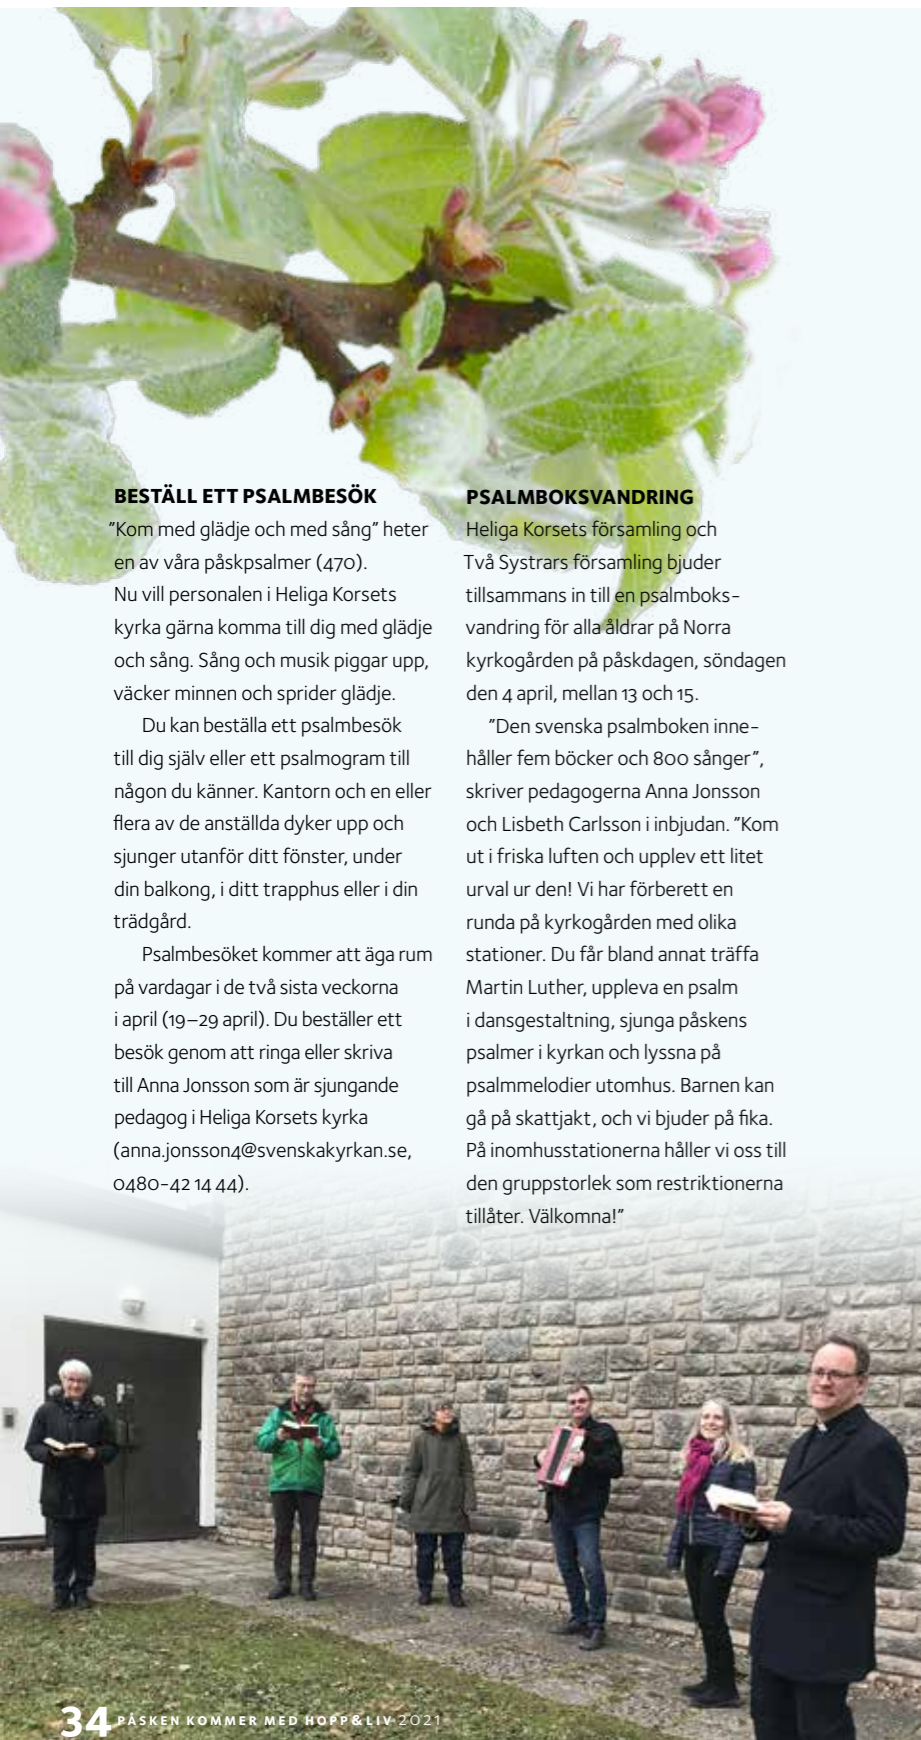 BESTÄLL ETT PSALMBESÖK
”Kom med glädje och med sång” heter
en av våra påskpsalmer (470).
Nu vill personalen i Heliga Korsets
kyrka gärna komma till dig med glädje
och sång. Sång och musik piggar upp,
väcker minnen och sprider glädje.
Du kan beställa ett psalmbesök
till dig själv eller ett psalmogram till
någon du känner. Kantorn och en eller
flera av de anställda dyker upp och
sjunger utanför ditt fönster, under
din balkong, i ditt trapphus eller i din
trädgård.
Psalmbesöket kommer att äga rum
på vardagar i de två sista veckorna
i april (19–29 april). Du beställer ett
besök genom att ringa eller skriva
till Anna Jonsson som är sjungande
pedagog i Heliga Korsets kyrka
(anna.jonsson4@svenskakyrkan.se,
0480-42 14 44).
PSALMBOKSVANDRING
Heliga Korsets församling och
Två Systrars församling bjuder
tillsammans in till en psalmboks-
vandring för alla åldrar på Norra
kyrkogården på påskdagen, söndagen
den 4 april, mellan 13 och 15.
”Den svenska psalmboken inne-
håller fem böcker och 800 sånger”,
skriver pedagogerna Anna Jonsson
och Lisbeth Carlsson i inbjudan. ”Kom
ut i friska luften och upplev ett litet
urval ur den! Vi har förberett en
runda på kyrkogården med olika
stationer. Du får bland annat träffa
Martin Luther, uppleva en psalm
i dansgestaltning, sjunga påskens
psalmer i kyrkan och lyssna på
psalmmelodier utomhus. Barnen kan
gå på skattjakt, och vi bjuder på fika.
På inomhusstationerna håller vi oss till
den gruppstorlek som restriktionerna
tillåter. Välkomna!”
34 PÅSKEN KOMMER MED HOPP&LIV 2021